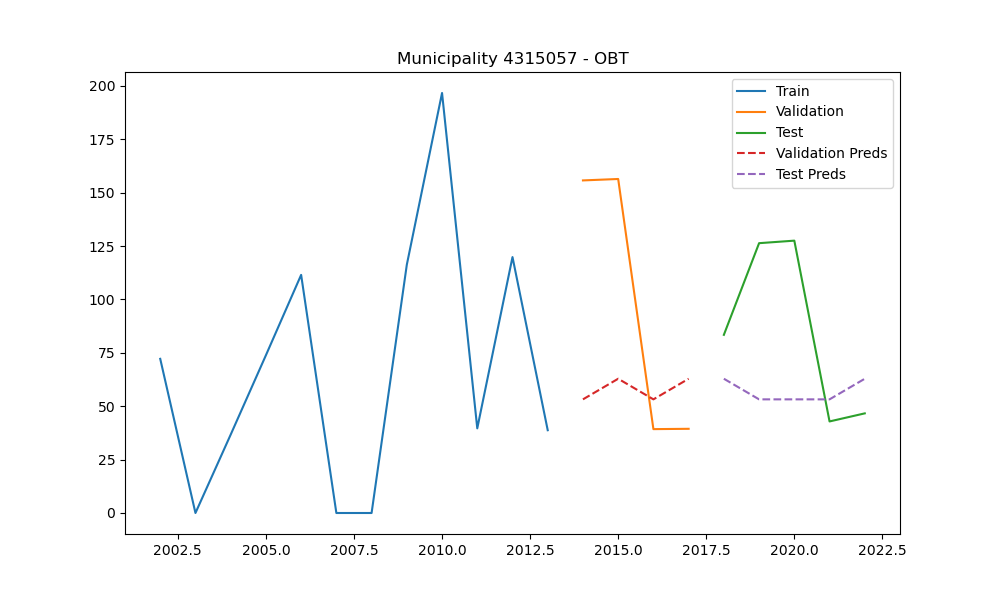 Municipality 4315057 - OBT
200
175
150
125
100
75
50
25
0
2002.5 2005.0 2007.5 2010.0 2012.5 2015.0 2017.5 2020.0 2022.5
Train
Validation
Test
Validation Preds
Test Preds